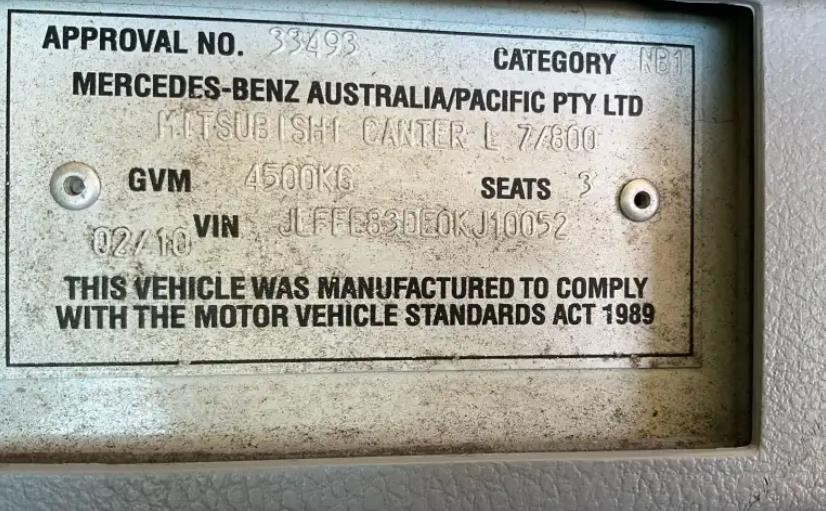 APPROVAL NO. 33493 CATEGORY NB1
MERCEDES-BENZ AUSTRALIA/PACIFIC PTY LTD
MITSUBISHI CANTER L 7/800
GVM 4500KG SEATS 3
02/10 VIN JLFFE83DE0KJ10052
THIS VEHICLE WAS MANUFACTURED TO COMPLY
WITH THE MOTOR VEHICLE STANDARDS ACT 1989